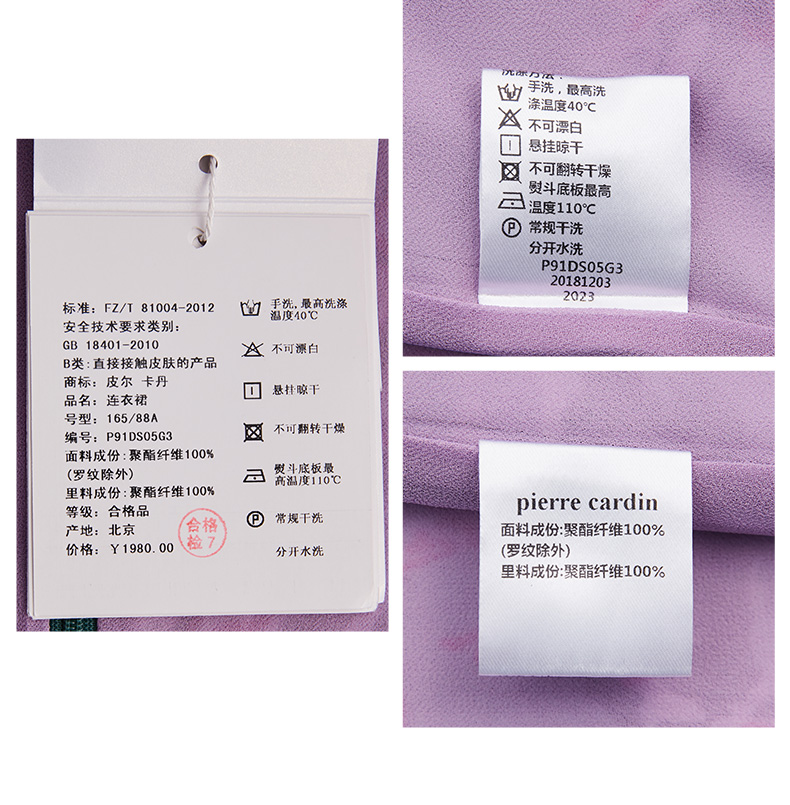 标准: FZ/T 81004-2012
安全技术要求类别:
GB 18401-2010
B类:直接接触皮肤的产品
商标: 皮尔 卡丹
品名: 连衣裙
号型: 165/88A
编号: P91DS05G3
面料成份:聚酯纤维100%
(罗纹除外)
里料成份:聚酯纤维100%
等级: 合格品
产地: 北京
价格: ¥1980.00
合格
检7
手洗,最高洗涤
温度40℃
不可漂白
悬挂晾干
不可翻转干燥
熨斗底板最
高温度110℃
P
常规干洗
分开水洗
洗涤方法:
手洗，最高洗
涤温度40℃
不可漂白
悬挂晾干
不可翻转干燥
熨斗底板最高
温度110℃
P
常规干洗
分开水洗
P91DS05G3
20181203
2023
pierre cardin
面料成份:聚酯纤维100%
(罗纹除外)
里料成份:聚酯纤维100%